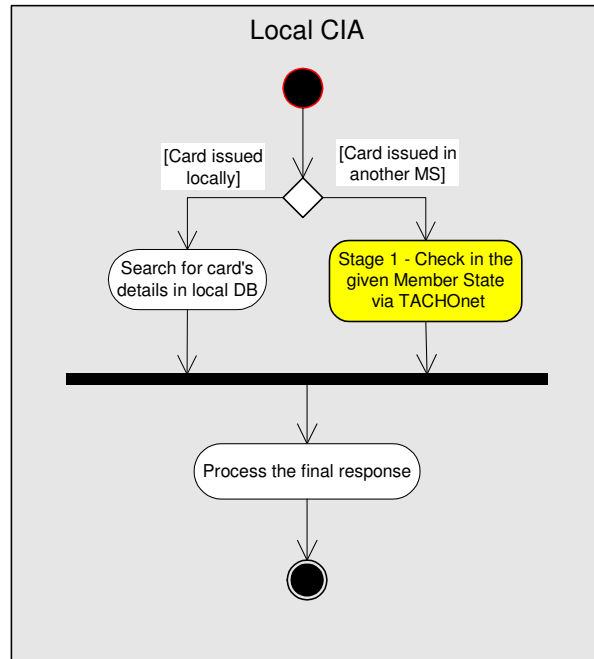 Local CIA
[Card issued
locally]
[Card issued in
another MS]
Search for card's
details in local DB
Stage 1 - Check in the
given Member State
via TACHOnet
Process the final response